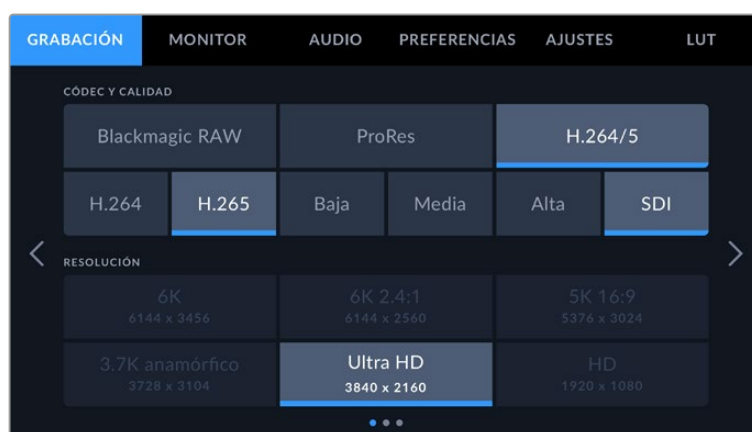 GRABACIÓN MONITOR AUDIO PREFERENCIAS AJUSTES LUT
CÓDEC Y CALIDAD
Blackmagic RAW ProRes H.264/5
H.264 H.265 Baja Media Alta SDI
RESOLUCIÓN
6K 6K 2.4:1 5K 16:9
6144 x 3456 6144 x 2560 5376 x 3024
3.7K anamórfico Ultra HD HD
3728 x 3104 3840 x 2160 1920 x 1080